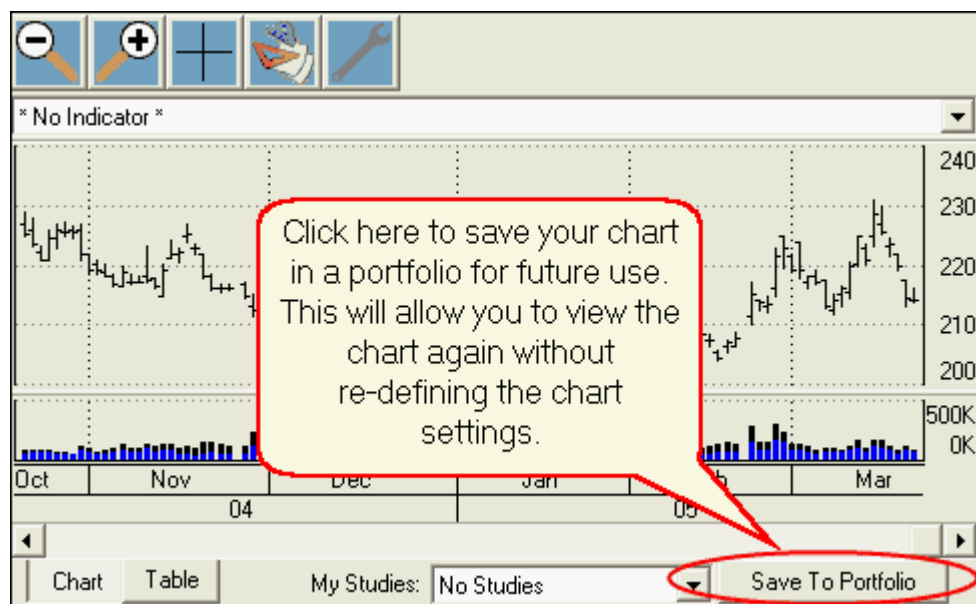 * No Indicator *
240
230
220
210
200
Click here to save your chart
in a portfolio for future use.
This will allow you to view the
chart again without
re-defining the chart
settings.
500K
0K
Oct Nov Dec Jan Mar
04 05
Chart Table My Studies: No Studies Save To Portfolio